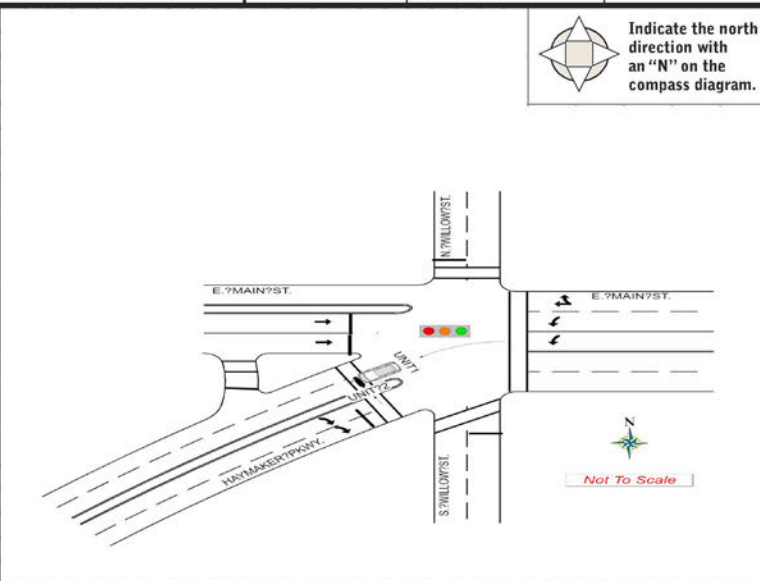 Indicate the north
direction with
an “N” on the
compass diagram.
N.?WILLOW?ST.
E.?MAIN?ST.
E.?MAIN?ST.
UNIT1
UNIT?2
HAYMAKER?PKWY.
S.?WILLOW?ST.
N
Not To Scale